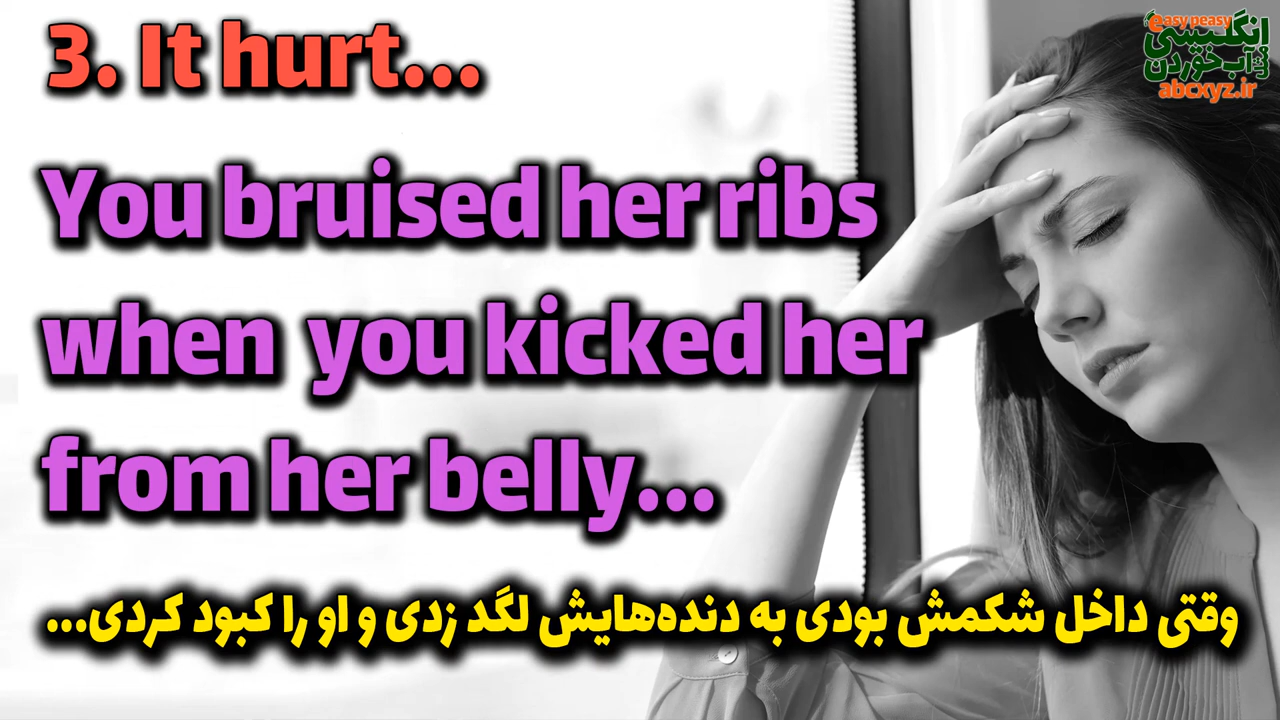 3. It hurt...
easy peasy
انگلیسی
آب خوردن
abcxyz.ir
You bruised her ribs
when you kicked her
from her belly...
وقتی داخل شکمش بودی به دنده‌هایش لگد زدی و او را کبود کردی...